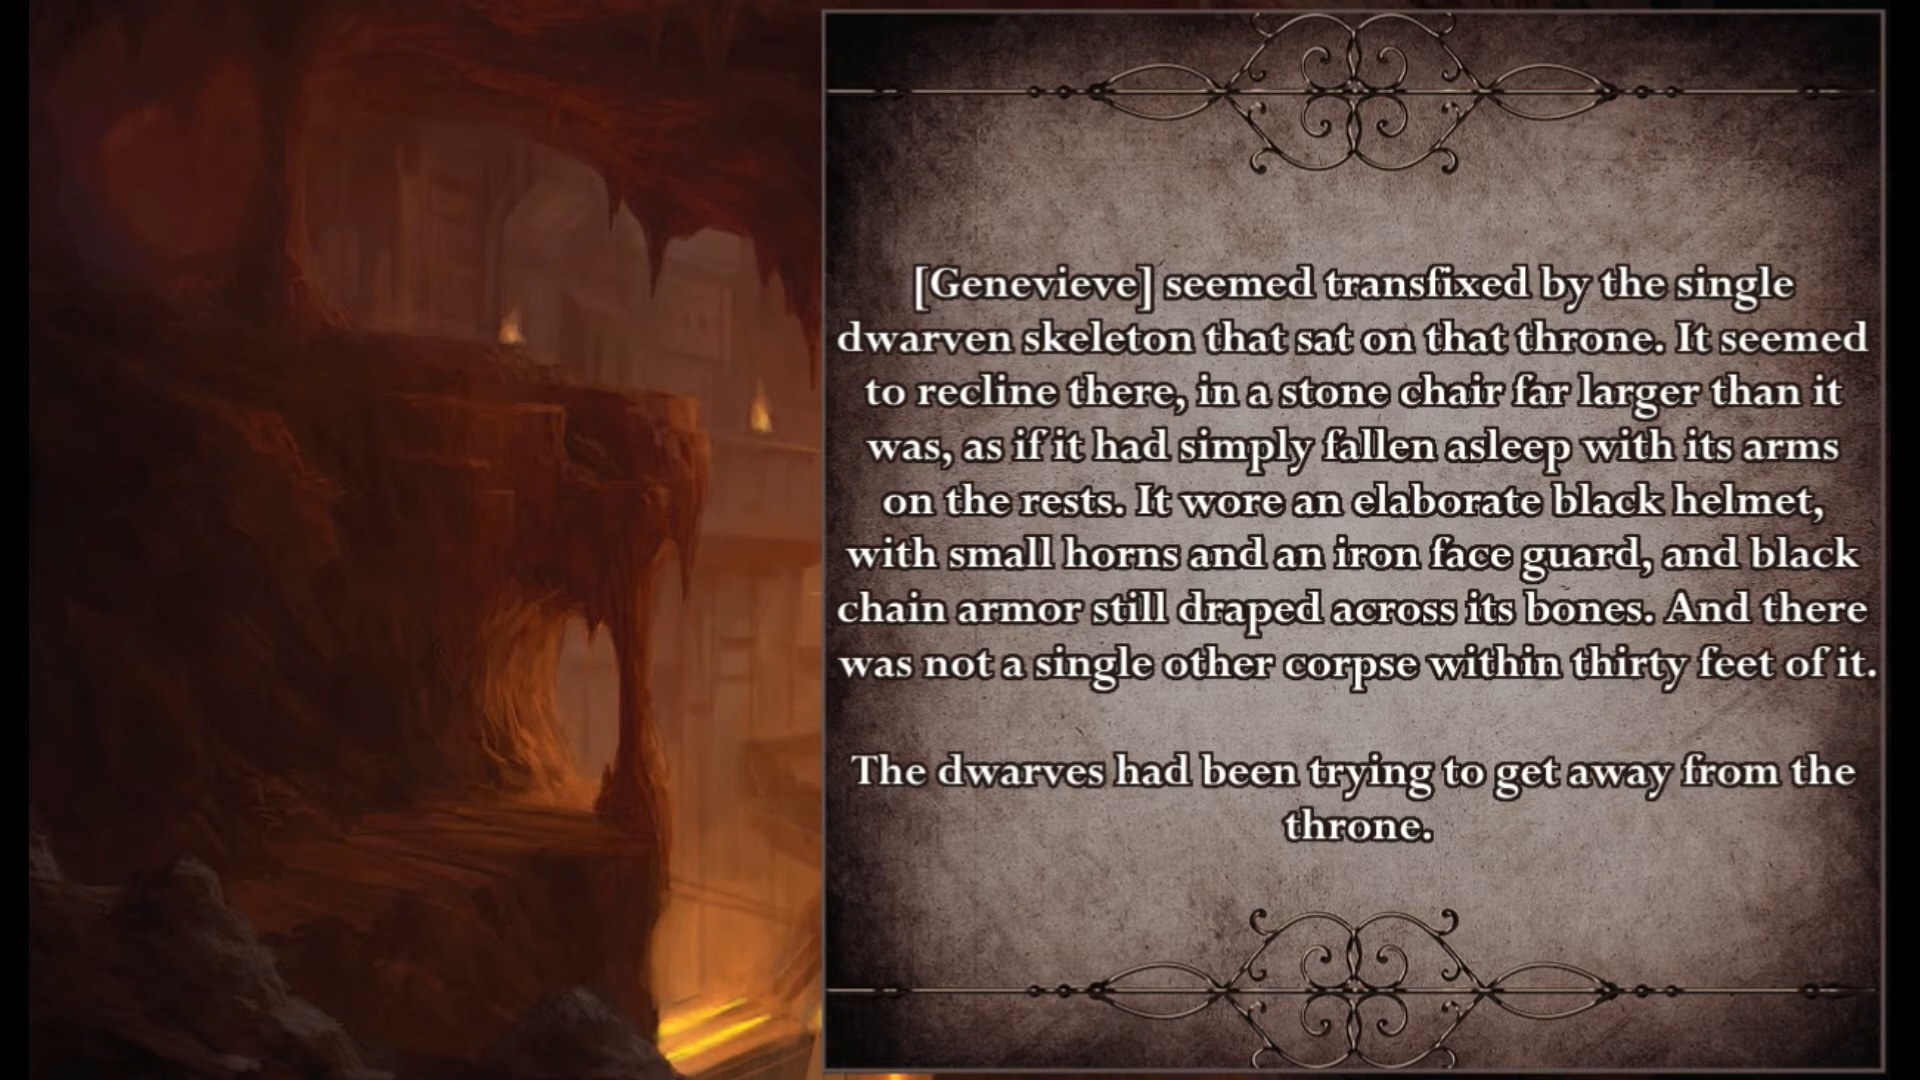 [Genevieve] seemed transfixed by the single
dwarven skeleton that sat on that throne. It seemed
to recline there, in a stone chair far larger than it
was, as if it had simply fallen asleep with its arms
on the rests. It wore an elaborate black helmet,
with small horns and an iron face guard, and black
chain armor still draped across its bones. And there
was not a single other corpse within thirty feet of it.
The dwarves had been trying to get away from the
throne.